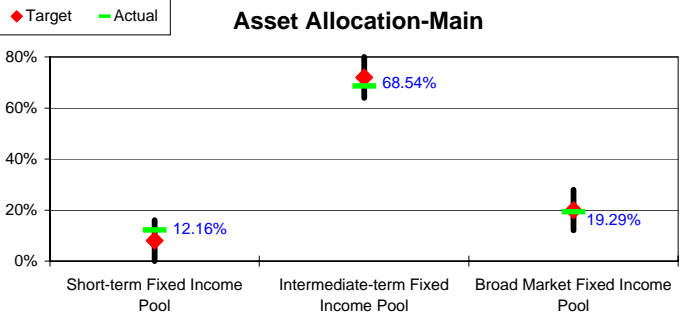 Target Actual
Asset Allocation-Main
80%
60%
40%
20%
0%
68.54%
12.16%
19.29%
Short-term Fixed Income
Pool
Intermediate-term Fixed
Income Pool
Broad Market Fixed Income
Pool